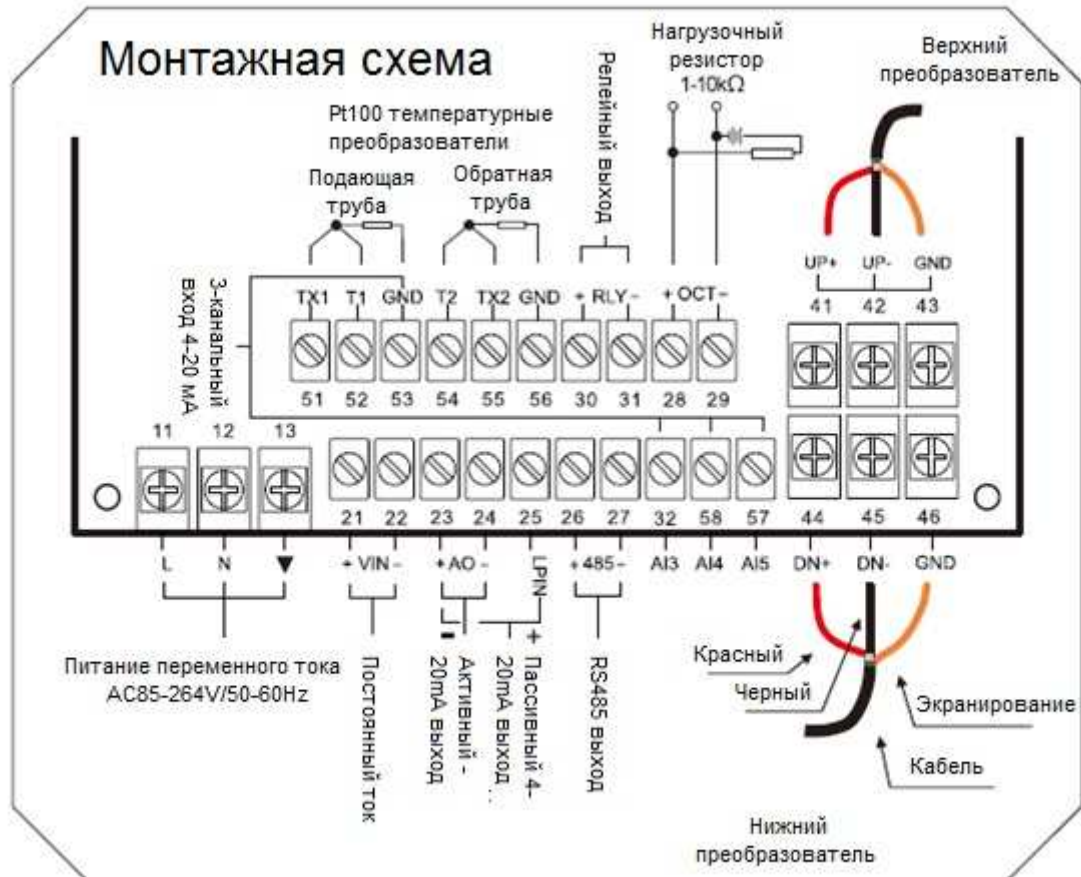 Монтажная схема
Нагрузочный
резистор
1-10kΩ
Верхний
преобразователь
Релейный выход
Pt100 температурные
преобразователи
Подающая
труба
Обратная
труба
3-канальный
вход 4-20 мА
UP+ UP- GND
41 42 43
TX1 T1 GND T2 TX2 GND + RLY - + OCT -
51 52 53 54 55 56 30 31 28 29
11 12 13
21 22 23 24 25 26 27 32 58 57 44 45 46
L N ▼ + VIN - + AO - LPIN + 485 - AI3 AI4 AI5 DN+ DN- GND
Питание переменного тока
AC85-264V/50-60Hz
Постоянный ток
Активный -
20mA выход
- +
Пассивный 4-
20mA выход ..
RS485 выход
Красный
Черный
Экранирование
Кабель
Нижний
преобразователь